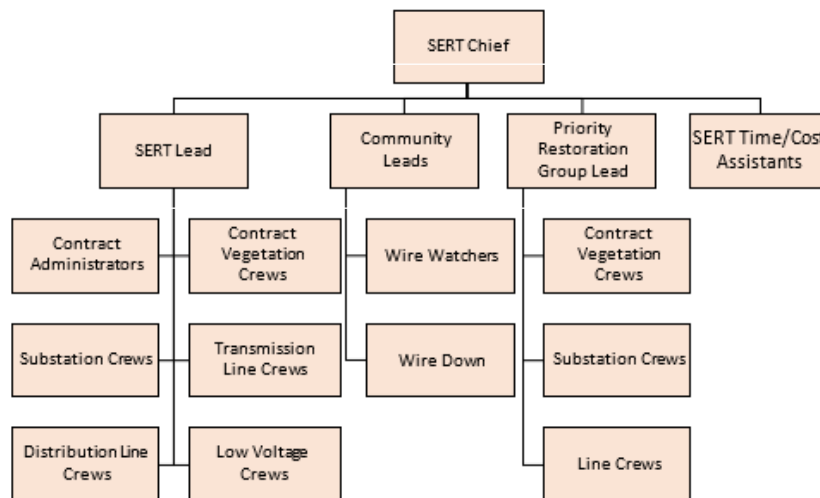 SERT Chief
SERT Lead
Community
Leads
Priority
Restoration
Group Lead
SERT Time/Cost
Assistants
Contract
Administrators
Contract
Vegetation
Crews
Wire Watchers
Contract
Vegetation
Crews
Substation Crews
Transmission
Line Crews
Wire Down
Substation Crews
Distribution Line
Crews
Low Voltage
Crews
Line Crews